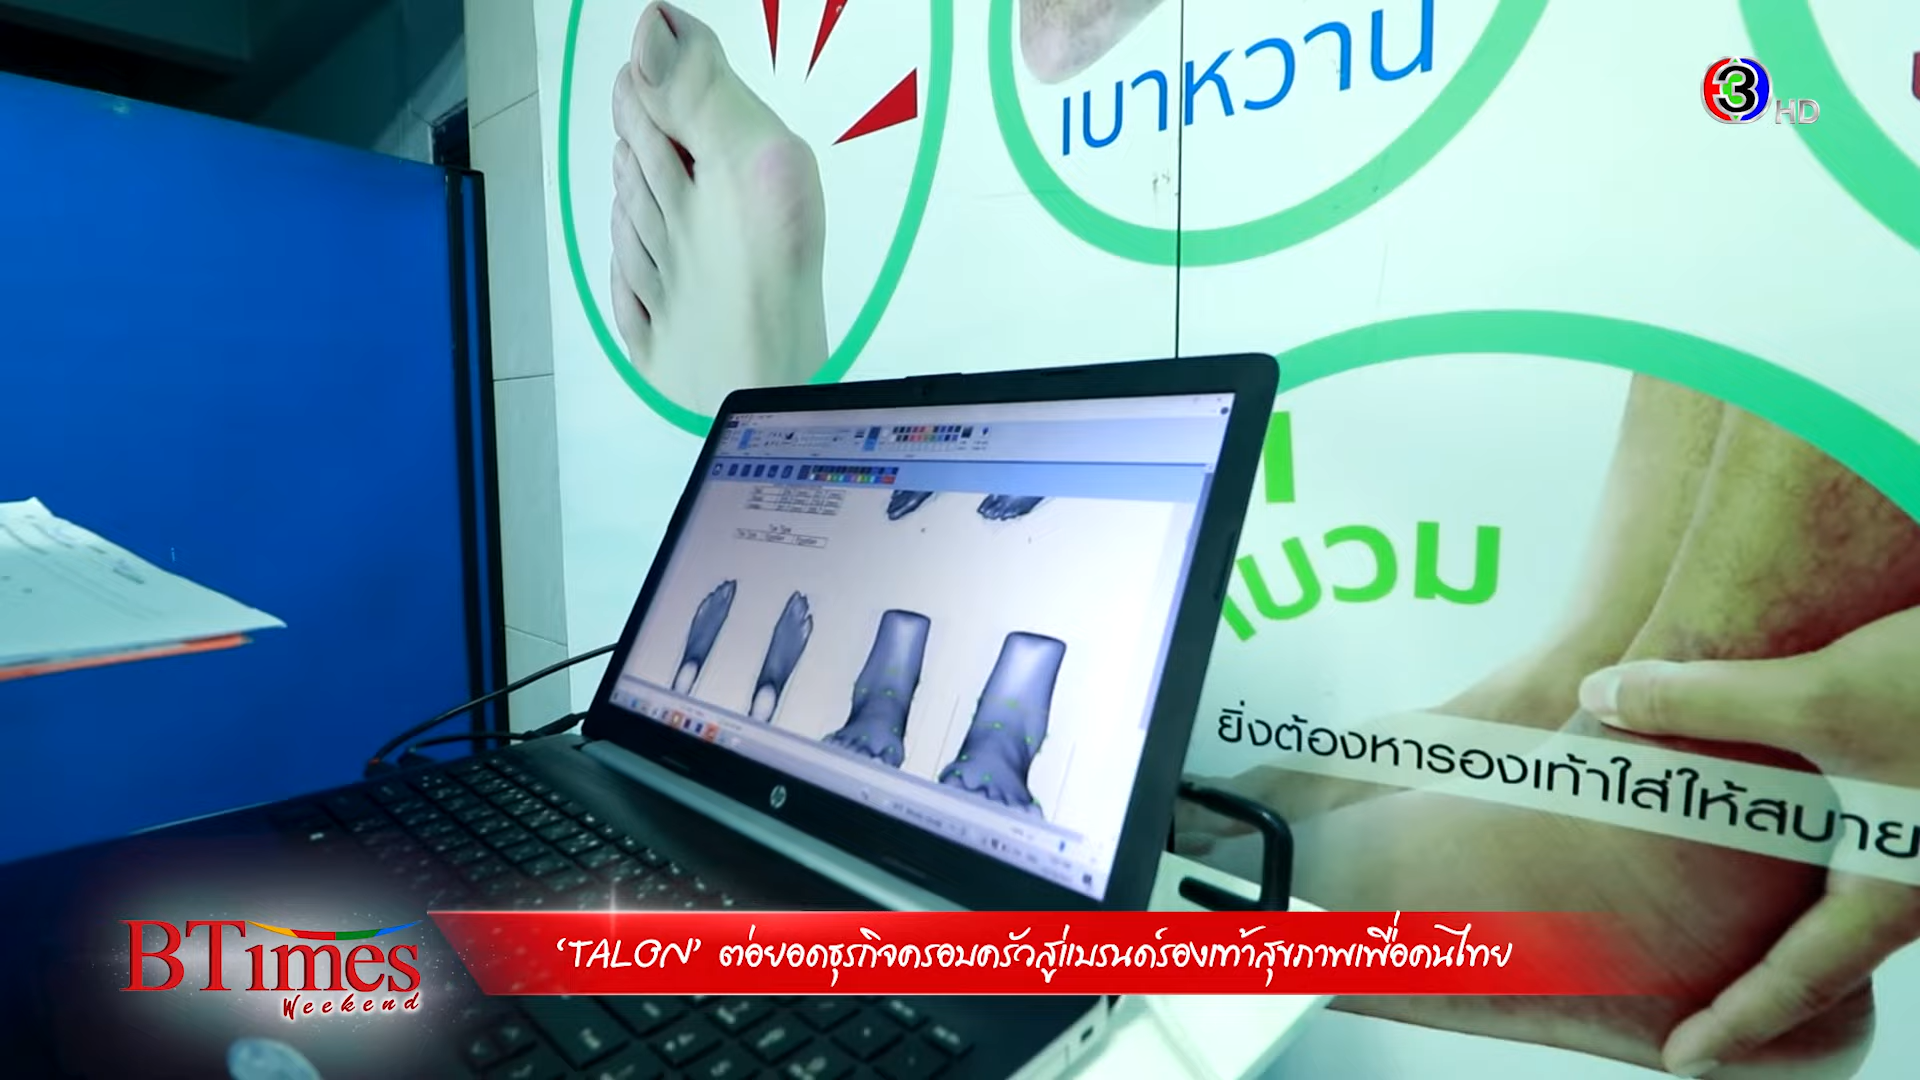 เบาหวาน
3 HD
บวม
ยิ่งต้องหารองเท้าใส่ให้สบาย
hp
BTimes
Weekend
‘TALON’ ต่อยอดธุรกิจครอบครัวสู่แบรนด์รองเท้าสุขภาพเพื่อคนไทย